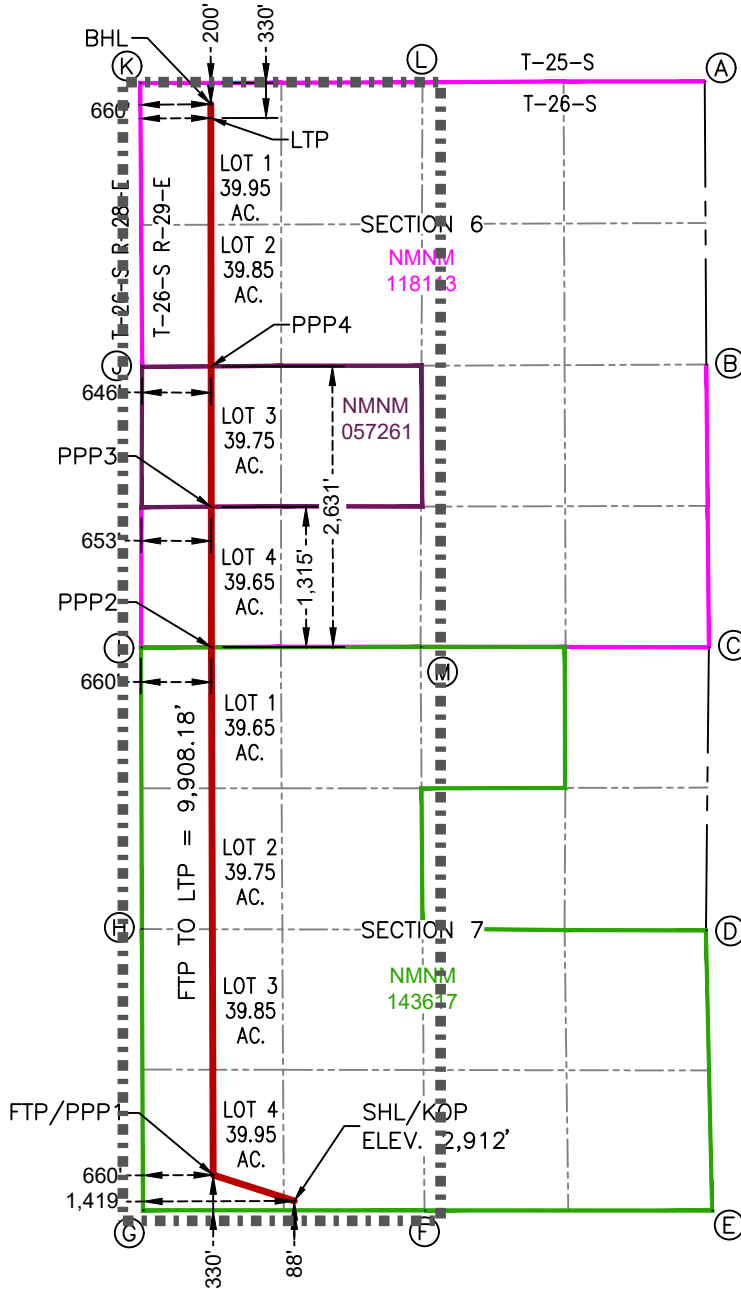 200'
330'
BHL
K
L
T-25-S
A
T-26-S
660'
LTP
LOT 1
39.95
AC.
T-26-S R-28-E
T-26-S R-29-E
SECTION 6
LOT 2
39.85
AC.
NMNM
118113
PPP4
J
B
646'
LOT 3
39.75
AC.
NMNM
057261
PPP3
2,631'
653'
LOT 4
39.65
AC.
1,315'
PPP2
I
C
660'
M
LOT 1
39.65
AC.
FTP TO LTP = 9,908.18'
LOT 2
39.75
AC.
H
SECTION 7
D
LOT 3
39.85
AC.
NMNM
143617
FTP/PPP1
LOT 4
39.95
AC.
SHL/KOP
ELEV. 2,912'
660'
1,419'
G
F
E
330'
88'